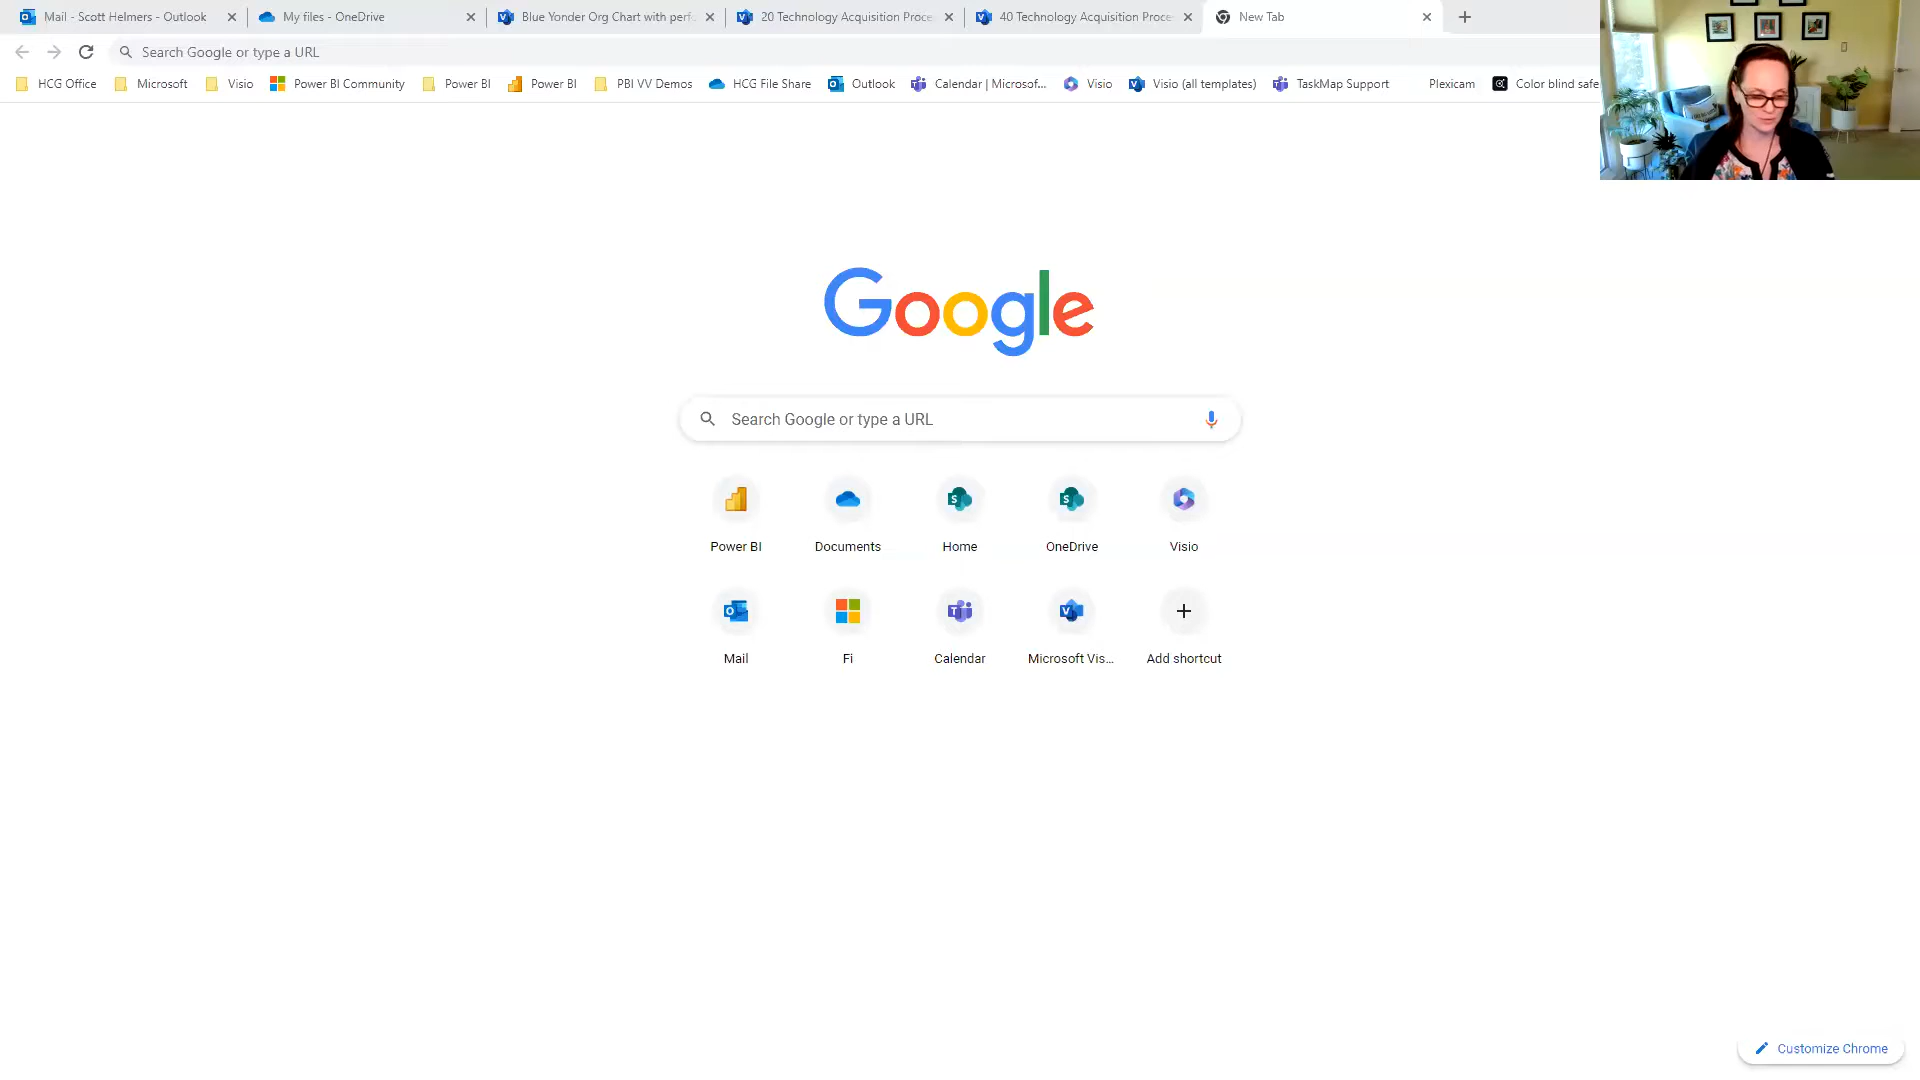 Mail - Scott Helmers - Outlook
My files - OneDrive
Blue Yonder Org Chart with perf
20 Technology Acquisition Proce
40 Technology Acquisition Proce
New Tab
Search Google or type a URL
HCG Office
Microsoft
Visio
Power BI Community
Power BI
Power BI
PBI VV Demos
HCG File Share
Outlook
Calendar | Microsof...
Visio
Visio (all templates)
TaskMap Support
Plexicam
Color blind safe
Google
Search Google or type a URL
Power BI
Documents
Home
OneDrive
Visio
Mail
Fi
Calendar
Microsoft Vis...
Add shortcut
Customize Chrome